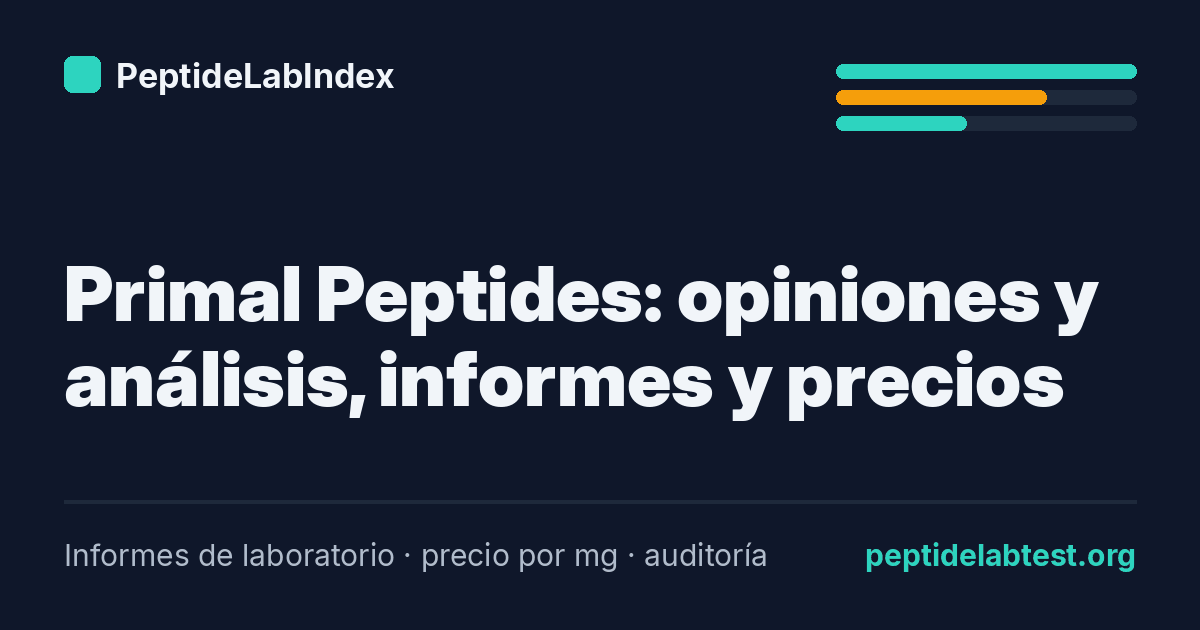 PeptideLabIndex
Primal Peptides: opiniones y
análisis, informes y precios
Informes de laboratorio · precio por mg · auditoría
peptidelabtest.org